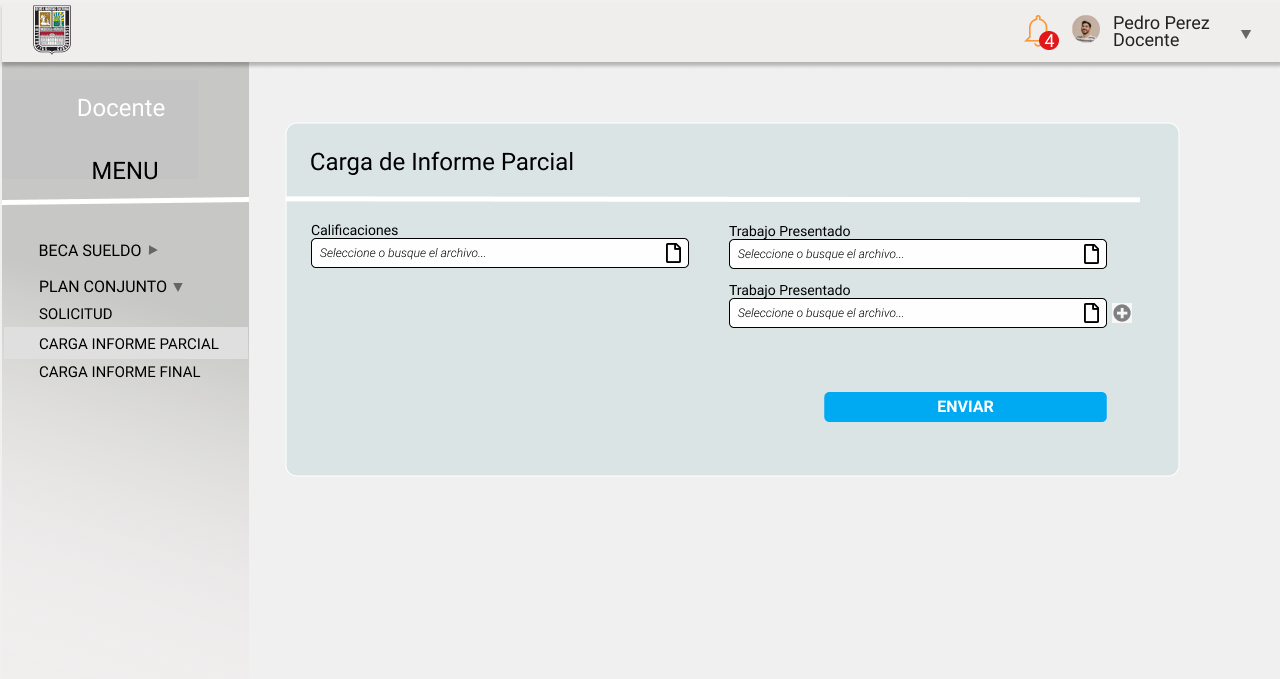 4
Pedro Perez
Docente
Docente
MENU
BECA SUELDO
PLAN CONJUNTO
SOLICITUD
CARGA INFORME PARCIAL
CARGA INFORME FINAL
Carga de Informe Parcial
Calificaciones
Seleccione o busque el archivo...
Trabajo Presentado
Seleccione o busque el archivo...
Trabajo Presentado
Seleccione o busque el archivo...
ENVIAR